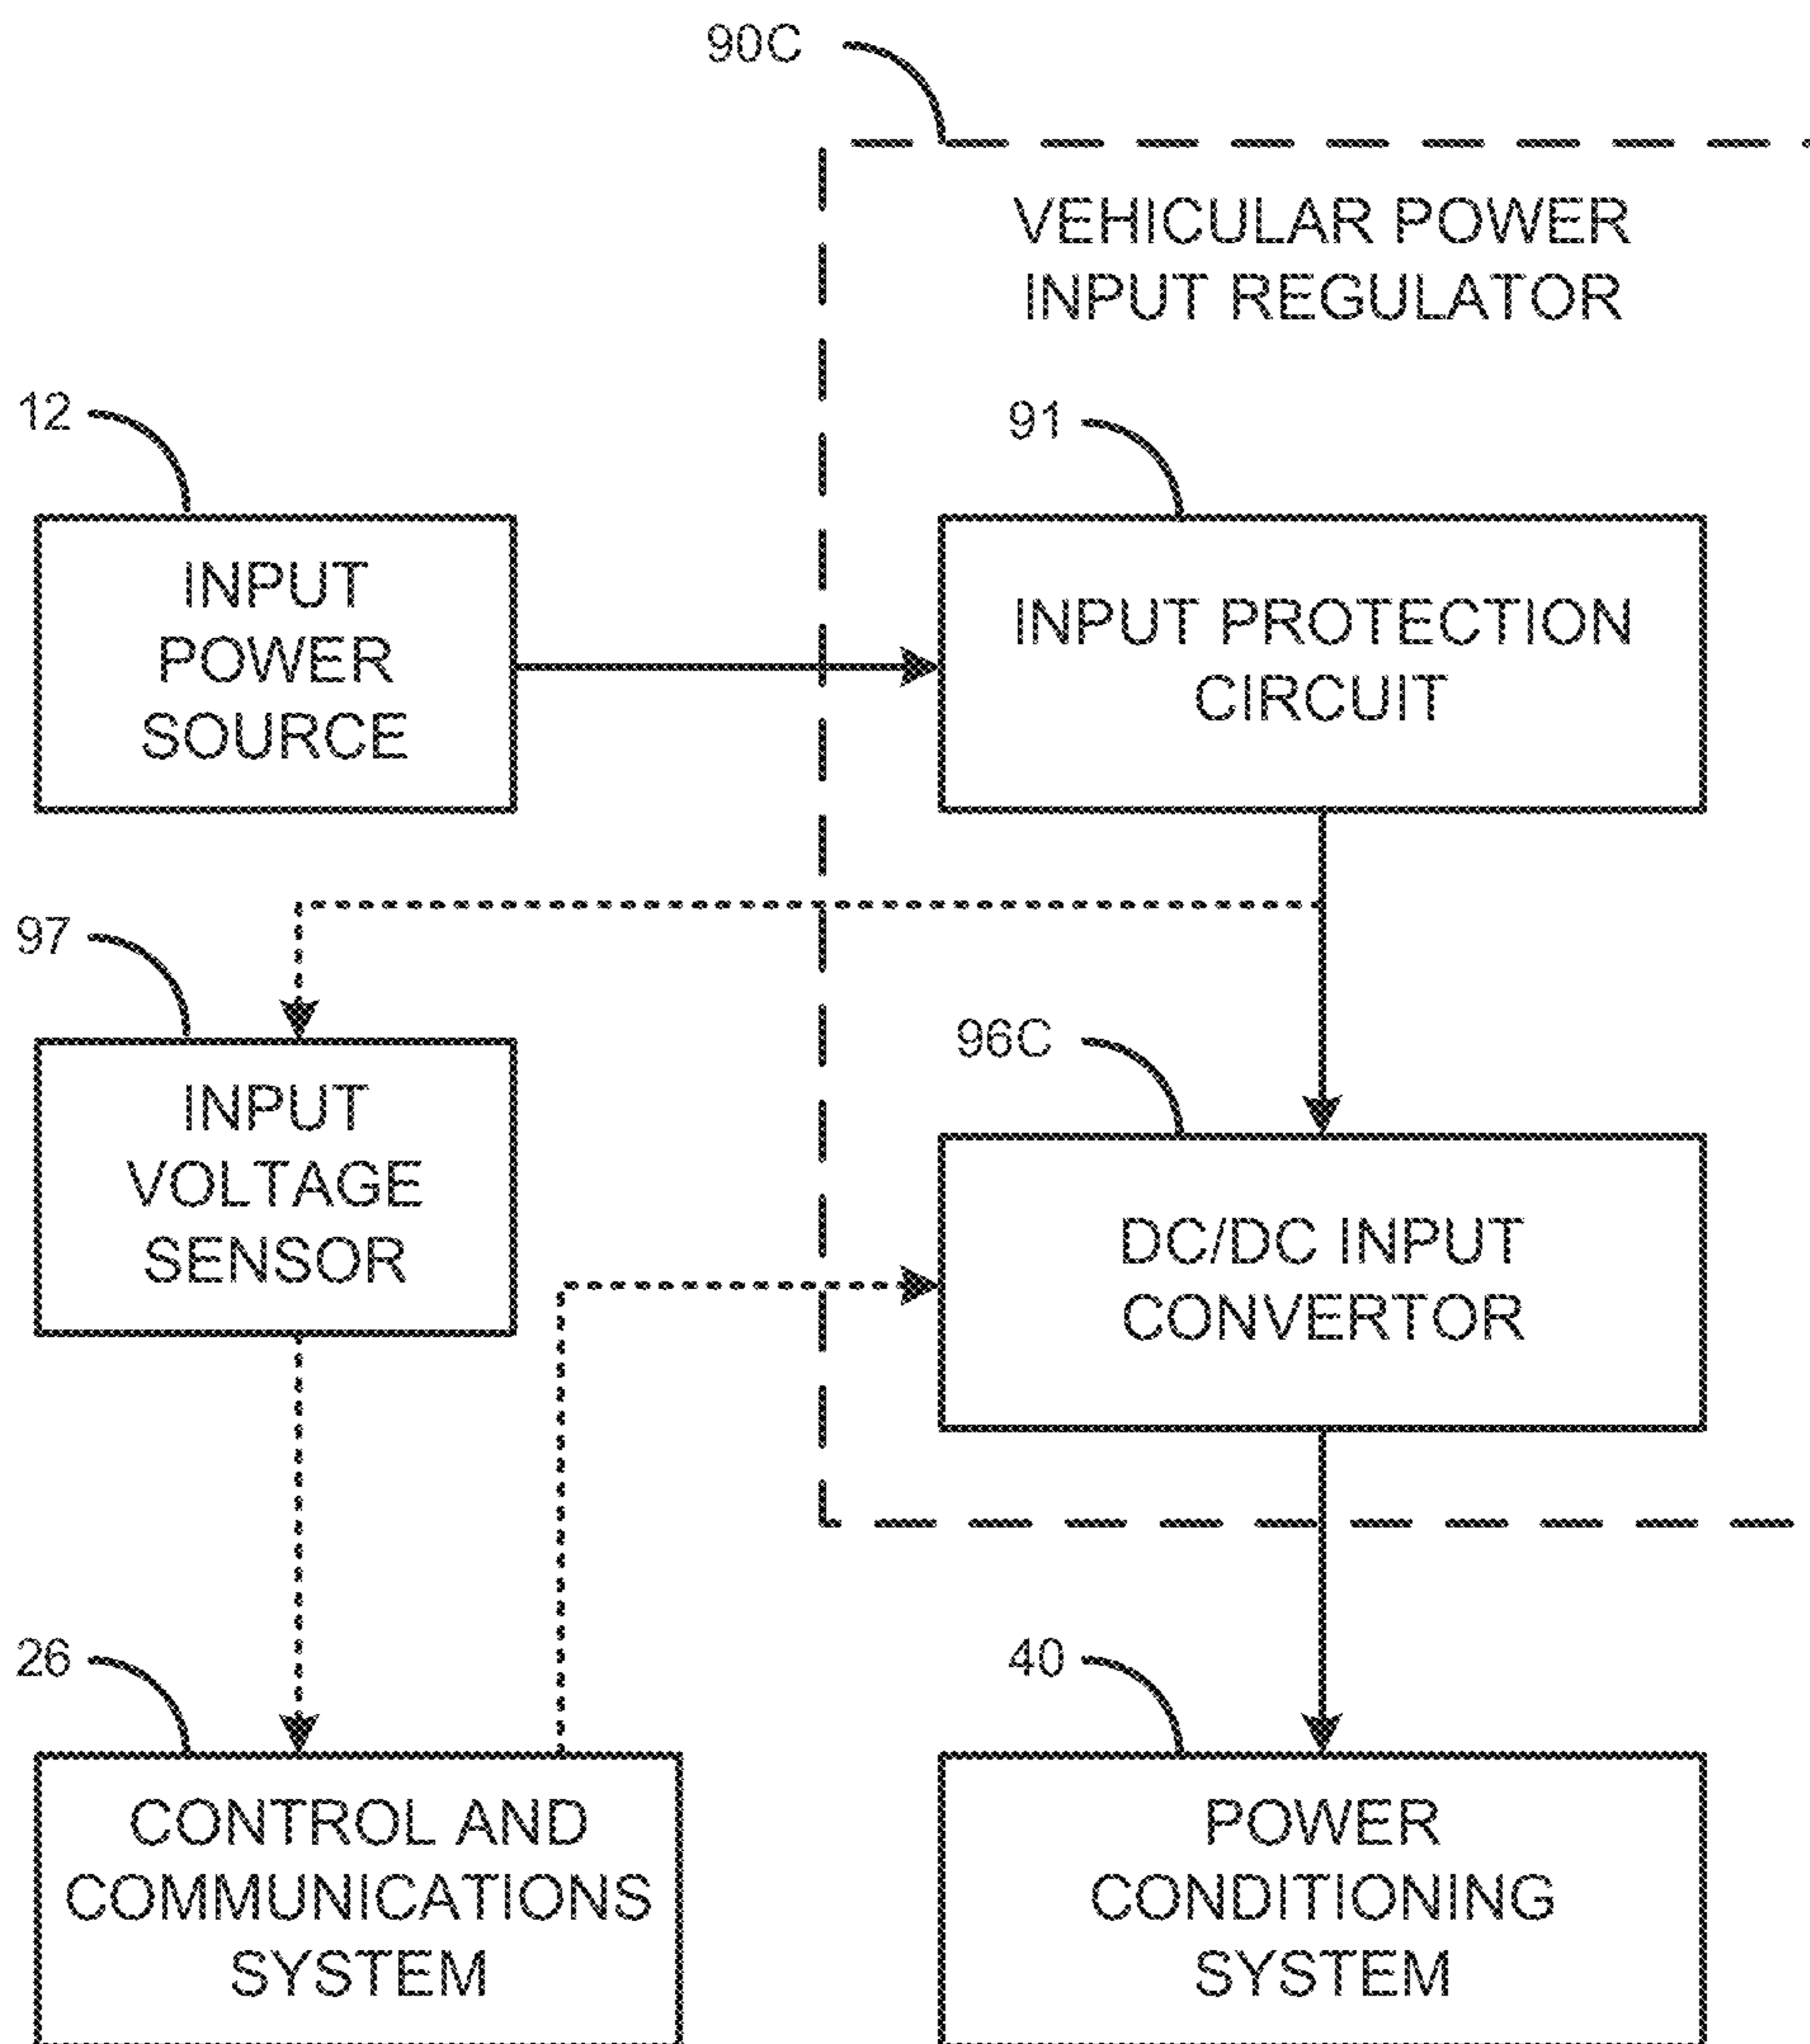 90C
VEHICULAR POWER
INPUT REGULATOR
12
INPUT
POWER
SOURCE
91
INPUT PROTECTION
CIRCUIT
97
INPUT
VOLTAGE
SENSOR
96C
DC/DC INPUT
CONVERTOR
26
CONTROL AND
COMMUNICATIONS
SYSTEM
40
POWER
CONDITIONING
SYSTEM